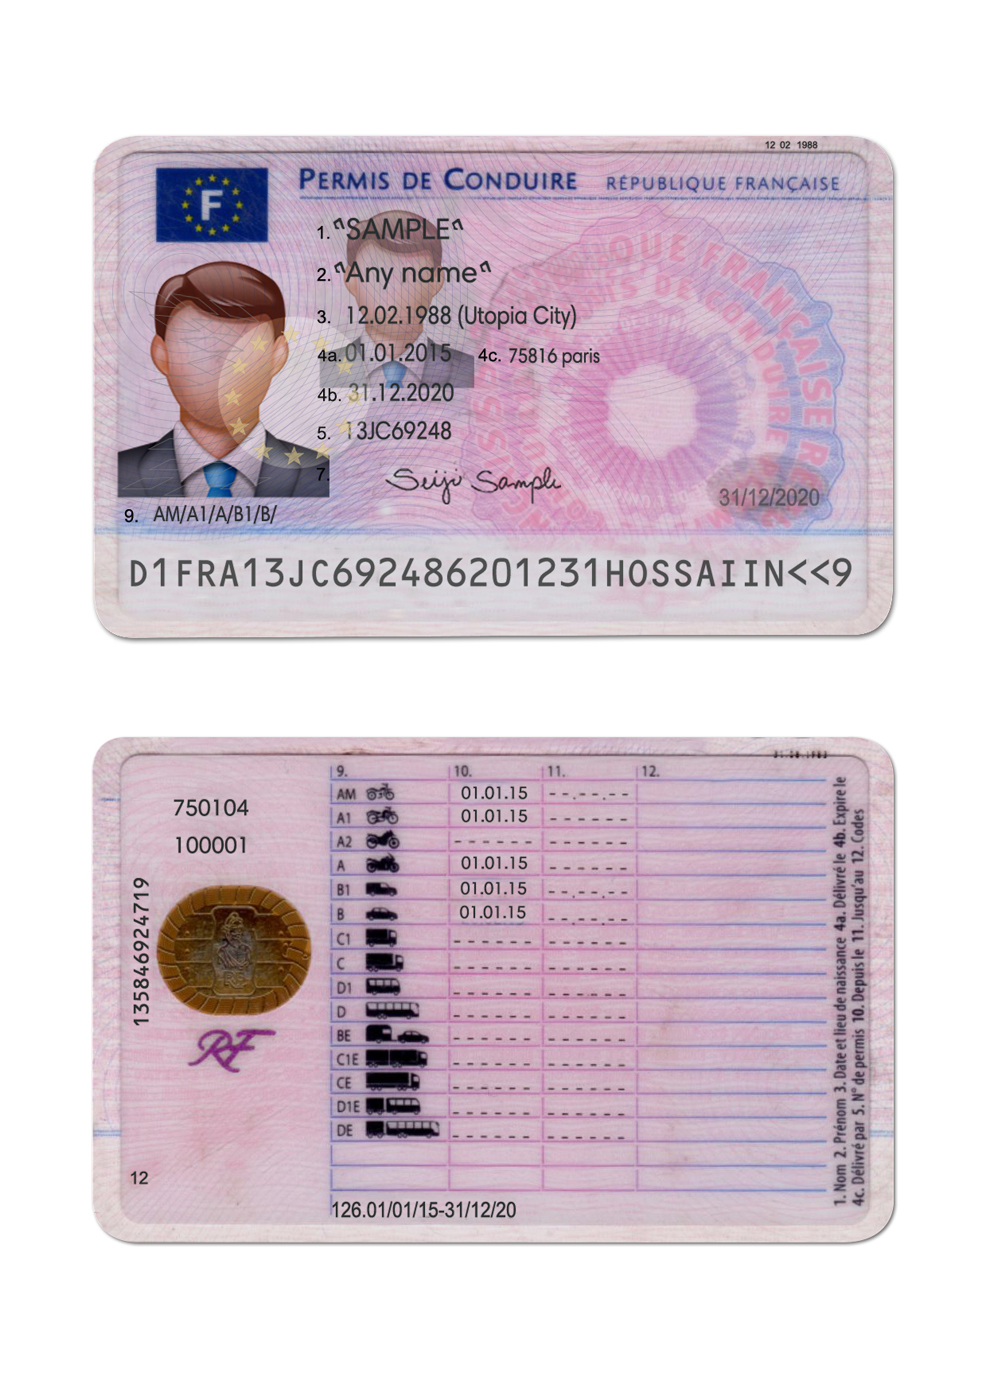 12 02 1988
F
PERMIS DE CONDUIRE RÉPUBLIQUE FRANÇAISE
1. "SAMPLE"
2. "Any name"
3. 12.02.1988 (Utopia City)
4a. 01.01.2015 4c. 75816 paris
4b. 31.12.2020
5. 13JC69248
7. Seiji Sample
31/12/2020
9. AM/A1/A/B1/B/
D1FRA13JC692486201231HOSSAIIN<<9
9. 10. 11. 12.
AM 01.01.15 --.--.--
A1 01.01.15 ------
A2 ------ ------
A 01.01.15 ------
B1 01.01.15 --.--.--
B 01.01.15 --.--.--
C1 ------ ------
C ------ ------
D1 ------ ------
D ------ ------
BE ------ ------
C1E ------ ------
CE ------ ------
D1E ------ ------
DE ------ ------
126.01/01/15-31/12/20
750104
100001
135846924719
RF
12
1. Nom 2. Prénom 3. Date et lieu de naissance 4a. Délivré le 4b. Expire le
4c. Délivré par 5. N° de permis 10. Depuis le 11. Jusqu'au 12. Codes